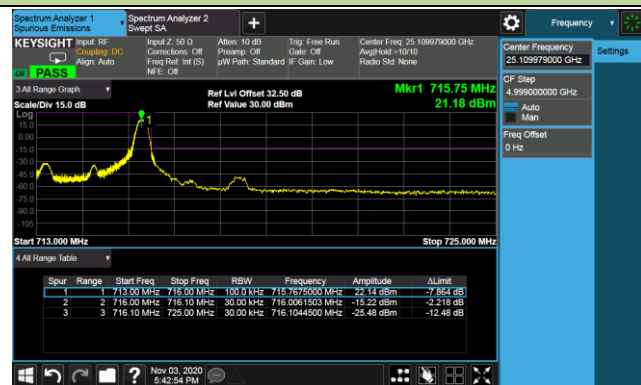 Spectrum Analyzer 1
Spurious Emissions
Spectrum Analyzer 2
Swept SA
Frequency
KEYSIGHT
Input: RF
Coupling: DC
Align: Auto
Input Z: 50 Ω
Corrections: Off
Freq Ref: Int (S)
NFE: Off
Atten: 10 dB
Preamp: Off
µW Path: Standard
Trig: Free Run
Gate: Off
IF Gain: Low
Center Freq: 25.109979000 GHz
Avg|Hold:>10/10
Radio Std: None
PASS
Center Frequency
25.109979000 GHz
Settings
CF Step
4.999000000 GHz
Auto
Man
Freq Offset
0 Hz
3 All Range Graph
Scale/Div 15.0 dB
Ref Lvl Offset 32.50 dB
Ref Value 30.00 dBm
Mkr1 715.75 MHz
21.18 dBm
Log
15.0
0.00
-15.0
-30.0
-45.0
-60.0
-75.0
-90.0
-105
1
Start 713.000 MHz
Stop 725.000 MHz
4 All Range Table
Spur Range Start Freq Stop Freq RBW Frequency Amplitude ΔLimit
1 1 713.00 MHz 716.00 MHz 100.0 kHz 715.7675000 MHz 22.14 dBm -7.864 dB
2 2 716.00 MHz 716.10 MHz 30.00 kHz 716.0061503 MHz -15.22 dBm -2.218 dB
3 3 716.10 MHz 725.00 MHz 30.00 kHz 716.1044500 MHz -25.48 dBm -12.48 dB
Nov 03, 2020
5:42:54 PM